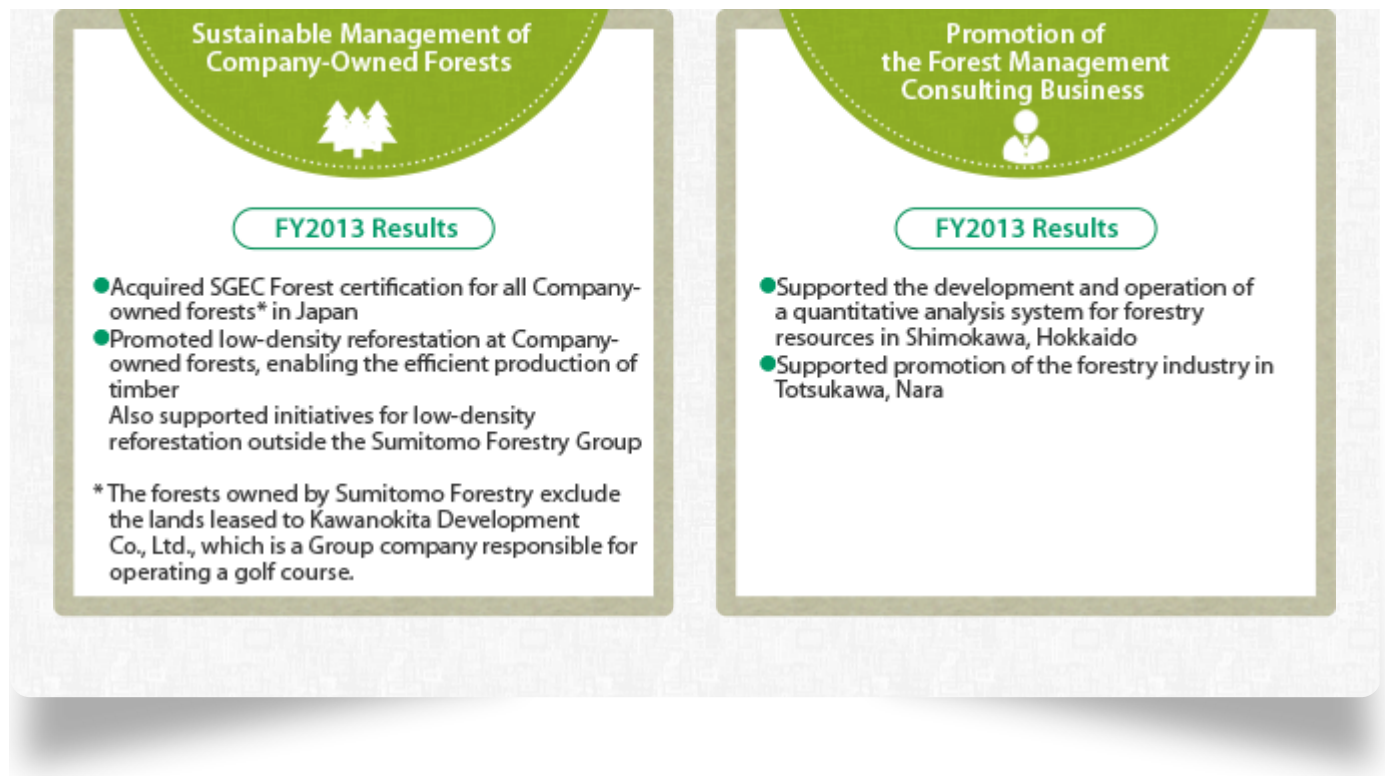 Sustainable Management of
Company-Owned Forests
FY2013 Results
●Acquired SGEC Forest certification for all Company-
owned forests* in Japan
●Promoted low-density reforestation at Company-
owned forests, enabling the efficient production of
timber
Also supported initiatives for low-density
reforestation outside the Sumitomo Forestry Group
* The forests owned by Sumitomo Forestry exclude
the lands leased to Kawanokita Development
Co., Ltd., which is a Group company responsible for
operating a golf course.
Promotion of
the Forest Management
Consulting Business
FY2013 Results
●Supported the development and operation of
a quantitative analysis system for forestry
resources in Shimokawa, Hokkaido
●Supported promotion of the forestry industry in
Totsukawa, Nara